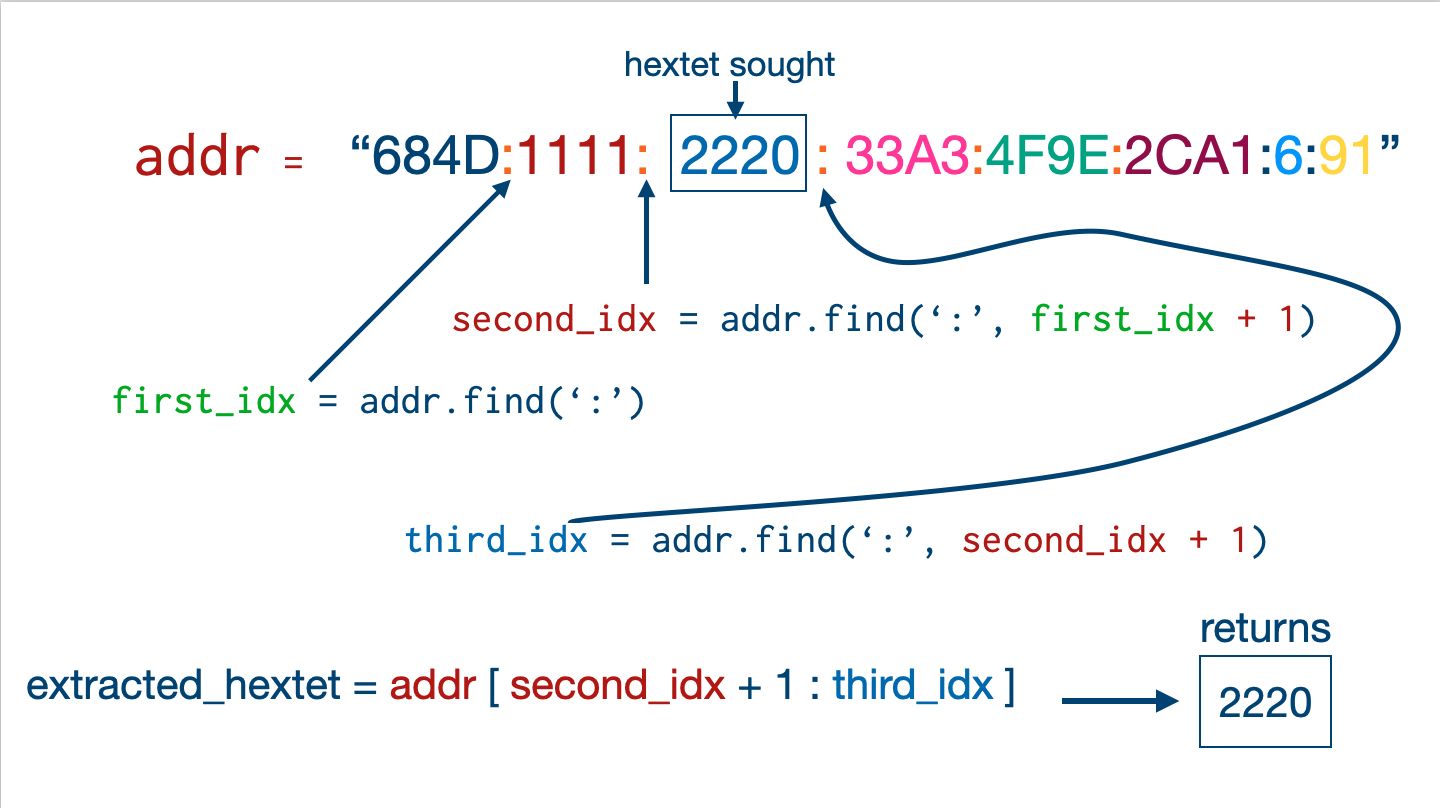 hextet sought
addr = “684D:1111: 2220 : 33A3:4F9E:2CA1:6:91”
second_idx = addr.find(‘:’, first_idx + 1)
first_idx = addr.find(‘:’)
third_idx = addr.find(‘:’, second_idx + 1)
returns
extracted_hextet = addr [ second_idx + 1 : third_idx ]
2220